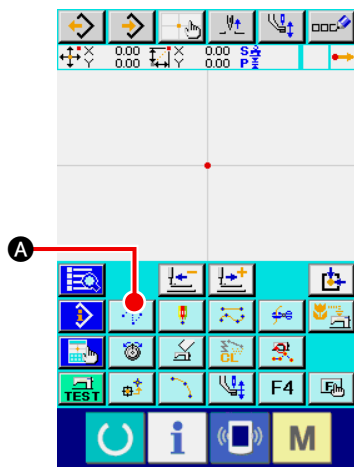 X 0.00 X 0.00 S
Y 0.00 Y 0.00 P
A
CL
TEST F4 F
i M